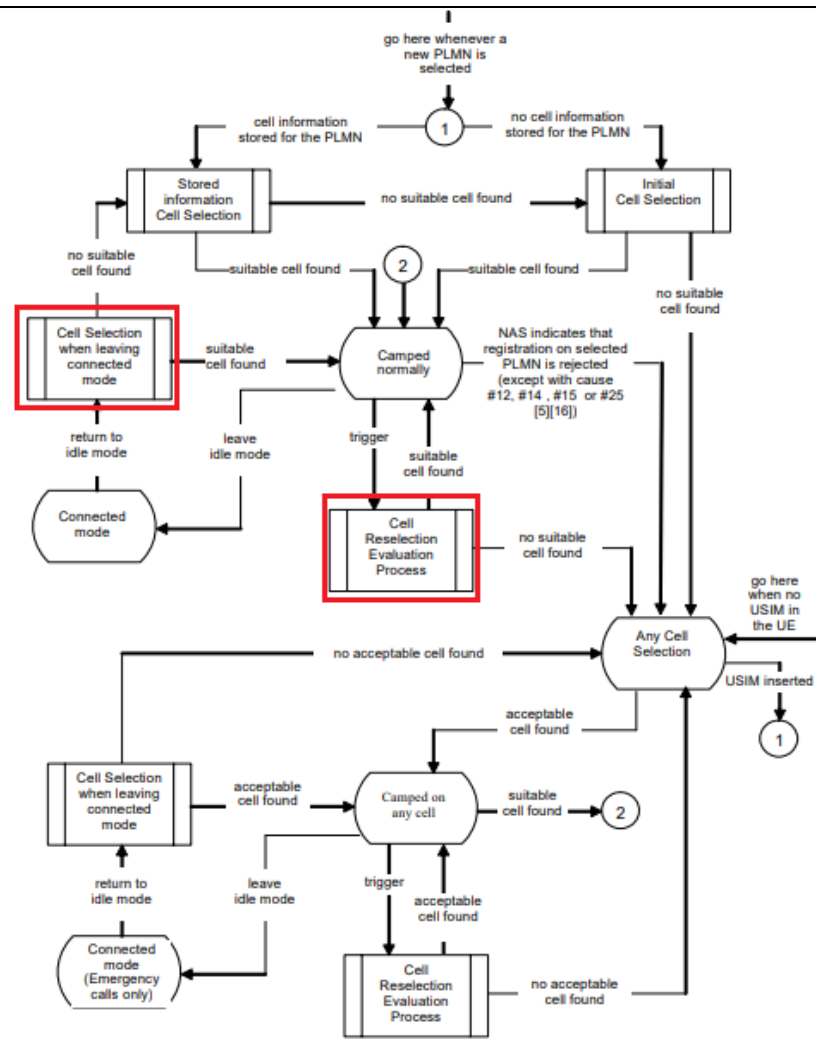 go here whenever a
new PLMN is
selected
cell information
stored for the PLMN
1
no cell information
stored for the PLMN
Stored
information
Cell Selection
no suitable cell found
Initial
Cell Selection
no suitable
cell found
suitable cell found
2
suitable cell found
no suitable
cell found
Cell Selection
when leaving
connected
mode
suitable
cell found
Camped
normally
NAS indicates that
registration on selected
PLMN is rejected
(except with cause
#12, #14 , #15 or #25
[5][16])
return to
idle mode
leave
idle mode
trigger
suitable
cell found
Connected
mode
Cell
Reselection
Evaluation
Process
no suitable
cell found
go here
when no
USIM in
the UE
Any Cell
Selection
no acceptable cell found
USIM inserted
1
acceptable
cell found
Cell Selection
when leaving
connected
mode
acceptable
cell found
Camped on
any cell
suitable
cell found
2
return to
idle mode
leave
idle mode
trigger
acceptable
cell found
Connected
mode
(Emergency
calls only)
Cell
Reselection
Evaluation
Process
no acceptable
cell found